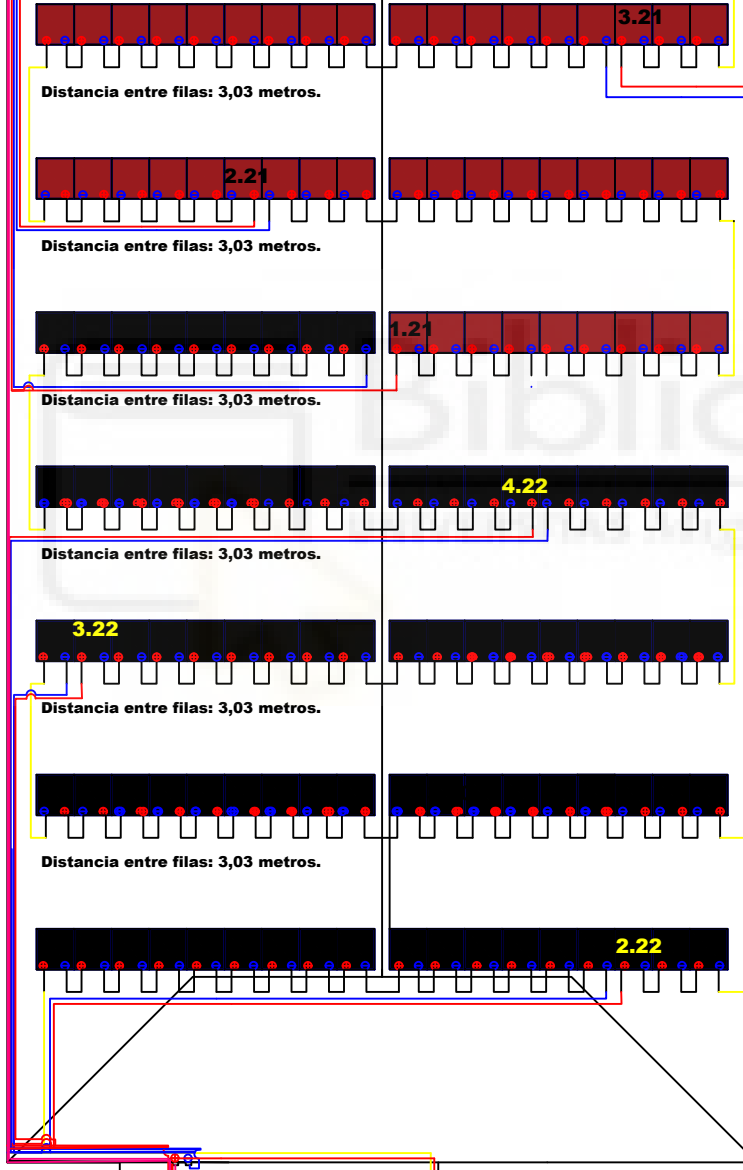 3.21
Distancia entre filas: 3,03 metros.
2.21
Distancia entre filas: 3,03 metros.
1.21
Distancia entre filas: 3,03 metros.
4.22
Distancia entre filas: 3,03 metros.
3.22
Distancia entre filas: 3,03 metros.
Distancia entre filas: 3,03 metros.
2.22